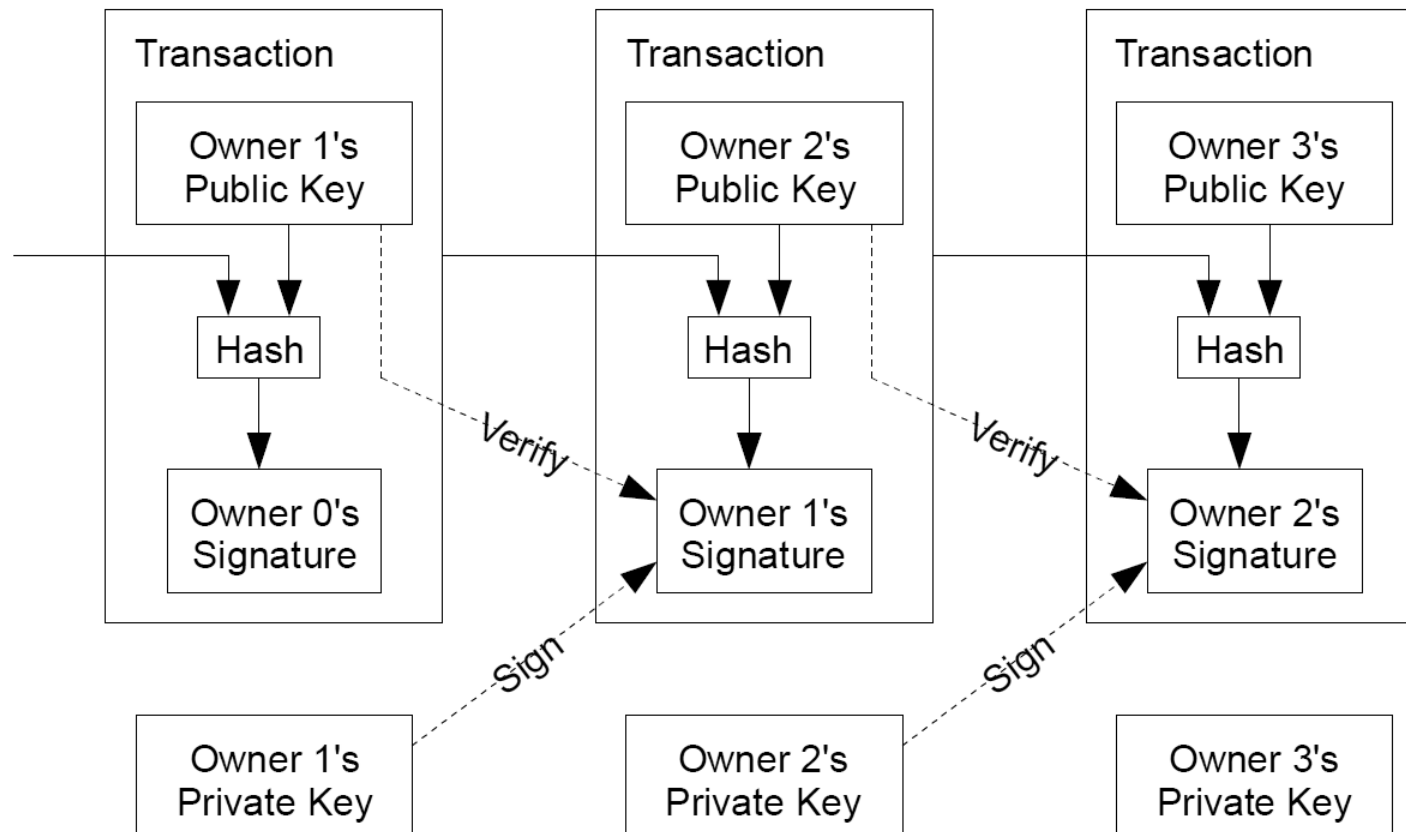 Transaction
Transaction
Transaction
Owner 1's
Public Key
Owner 2's
Public Key
Owner 3's
Public Key
Hash
Hash
Hash
Verify
Verify
Owner 0's
Signature
Owner 1's
Signature
Owner 2's
Signature
Sign
Sign
Owner 1's
Private Key
Owner 2's
Private Key
Owner 3's
Private Key